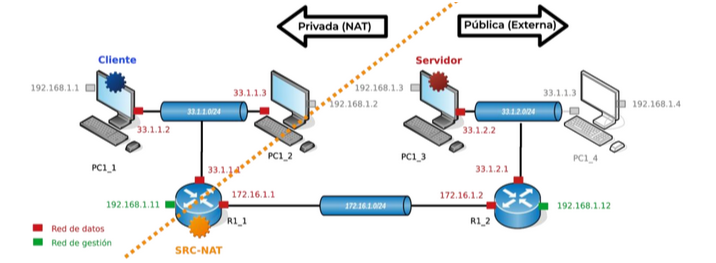 Privada (NAT)
Pública (Externa)
Cliente
Servidor
192.168.1.1
33.1.1.3
192.168.1.2
192.168.1.3
33.1.1.3
192.168.1.4
33.1.1.0/24
33.1.2.0/24
33.1.1.2
33.1.2.2
PC1_1
PC1_2
PC1_3
PC1_4
33.1.1.1
33.1.2.1
192.168.1.11
172.16.1.1
172.16.1.0/24
172.16.1.2
192.168.1.12
R1_1
R1_2
Red de datos
Red de gestión
SRC-NAT